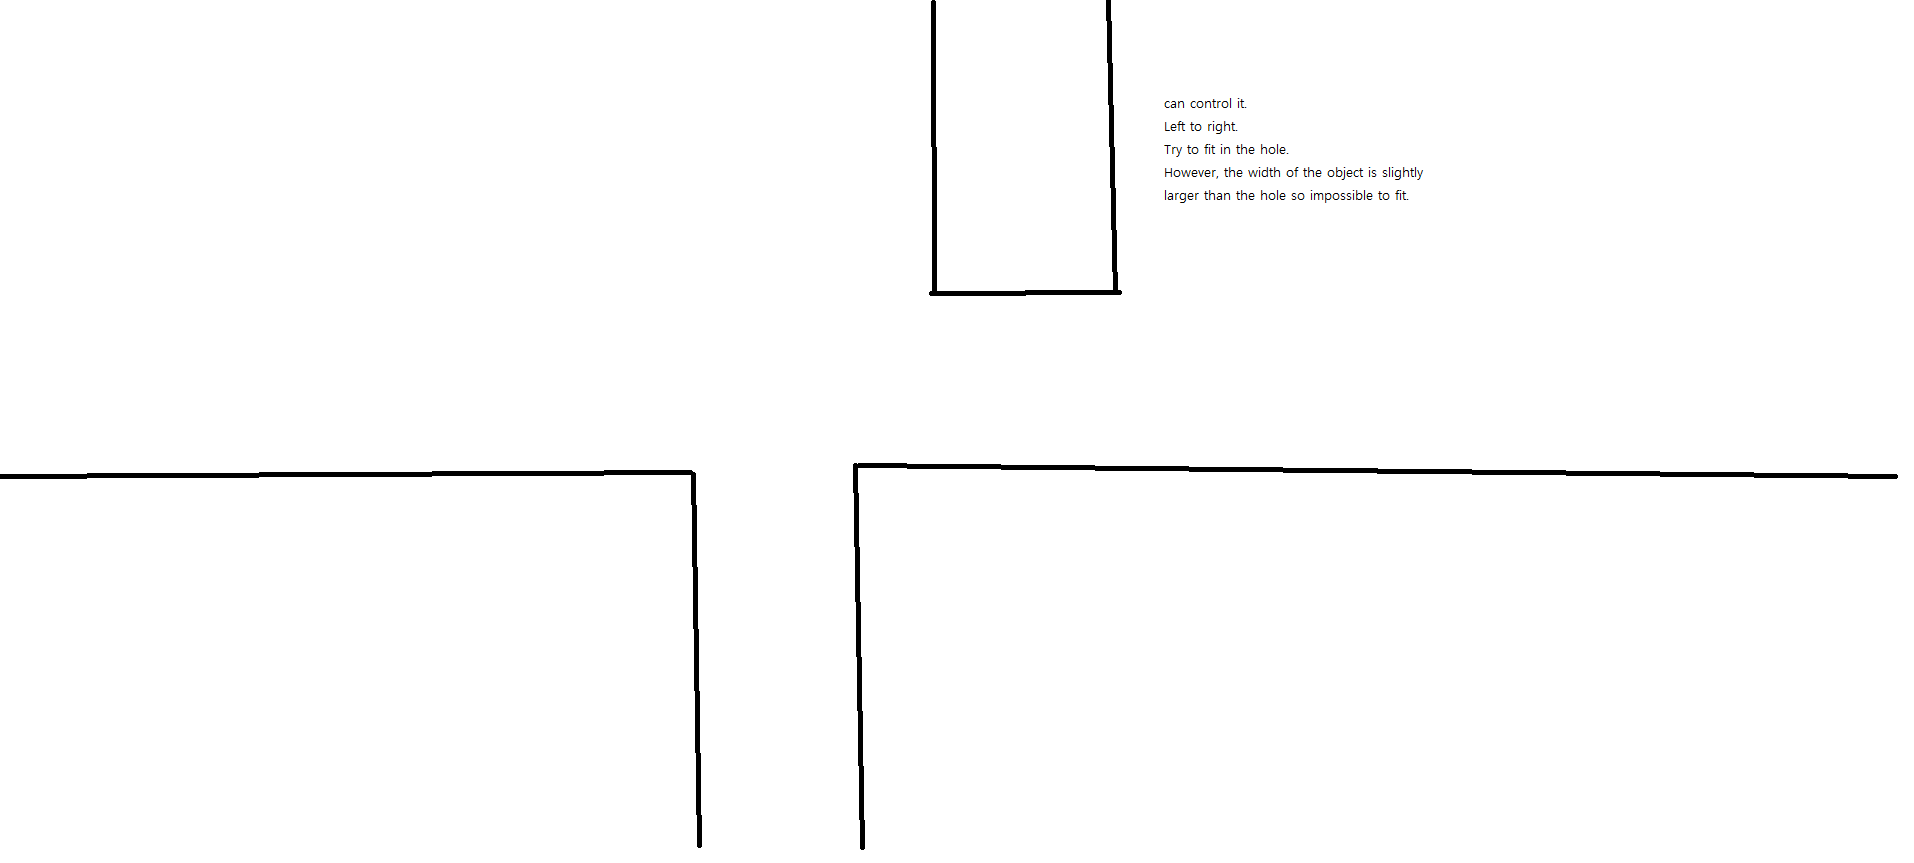 can control it.
Left to right.
Try to fit in the hole.
However, the width of the object is slightly
larger than the hole so impossible to fit.